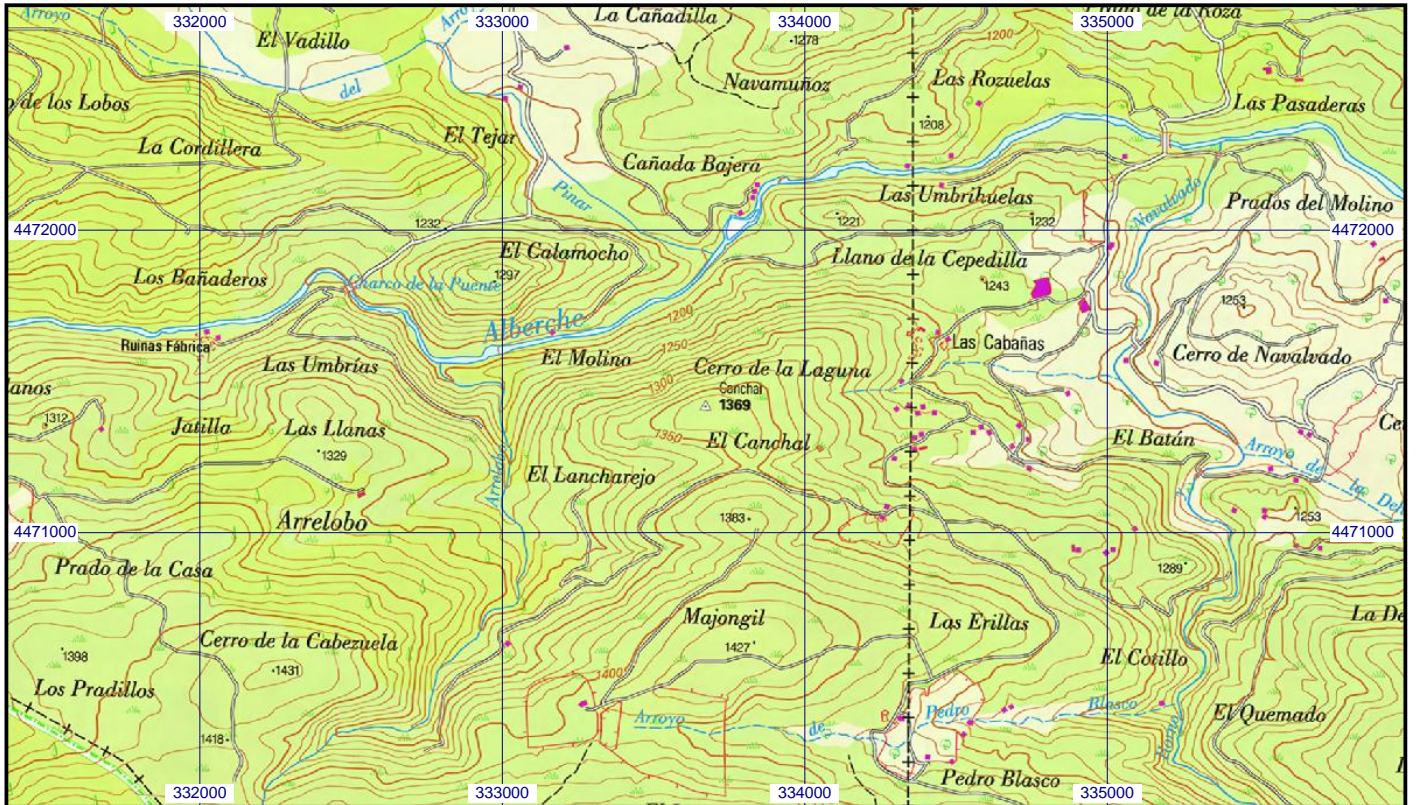 332000
333000
334000
335000
Arroyo
El Vadillo
La Cañadilla
1278
1200
del
Navamuñoz
Las Rozuelas
de los Lobos
Las Pasaderas
La Cordillera
El Tejar
1208
Cañada Bajera
Pinar
Las Umbrihuelas
Navalvado
Prados del Molino
1232
1221
1232
4472000
4472000
El Calamocho
Llano de la Cepedilla
Los Bañaderos
1297
Charco de la Puente
1243
1253
1200
Alberche
Ruinas Fábrica
1250
Las Cabañas
El Molino
Cerro de Navalvado
Las Umbrías
Cerro de la Laguna
1300
Conchal
1369
1312
Jatilla
Las Llanas
1350
El Canchal
El Batán
1329
Arroyo
de
la
El Lancharejo
Arrelobo
Arrelobo
1383
1253
4471000
4471000
Prado de la Casa
1289
Majongil
Las Erillas
Cerro de la Cabezuela
1427
1398
1431
1400
El Cotillo
Los Pradillos
Arroyo
de
Pedro
Blasco
El Quemado
1418
Pedro Blasco
332000
333000
334000
335000